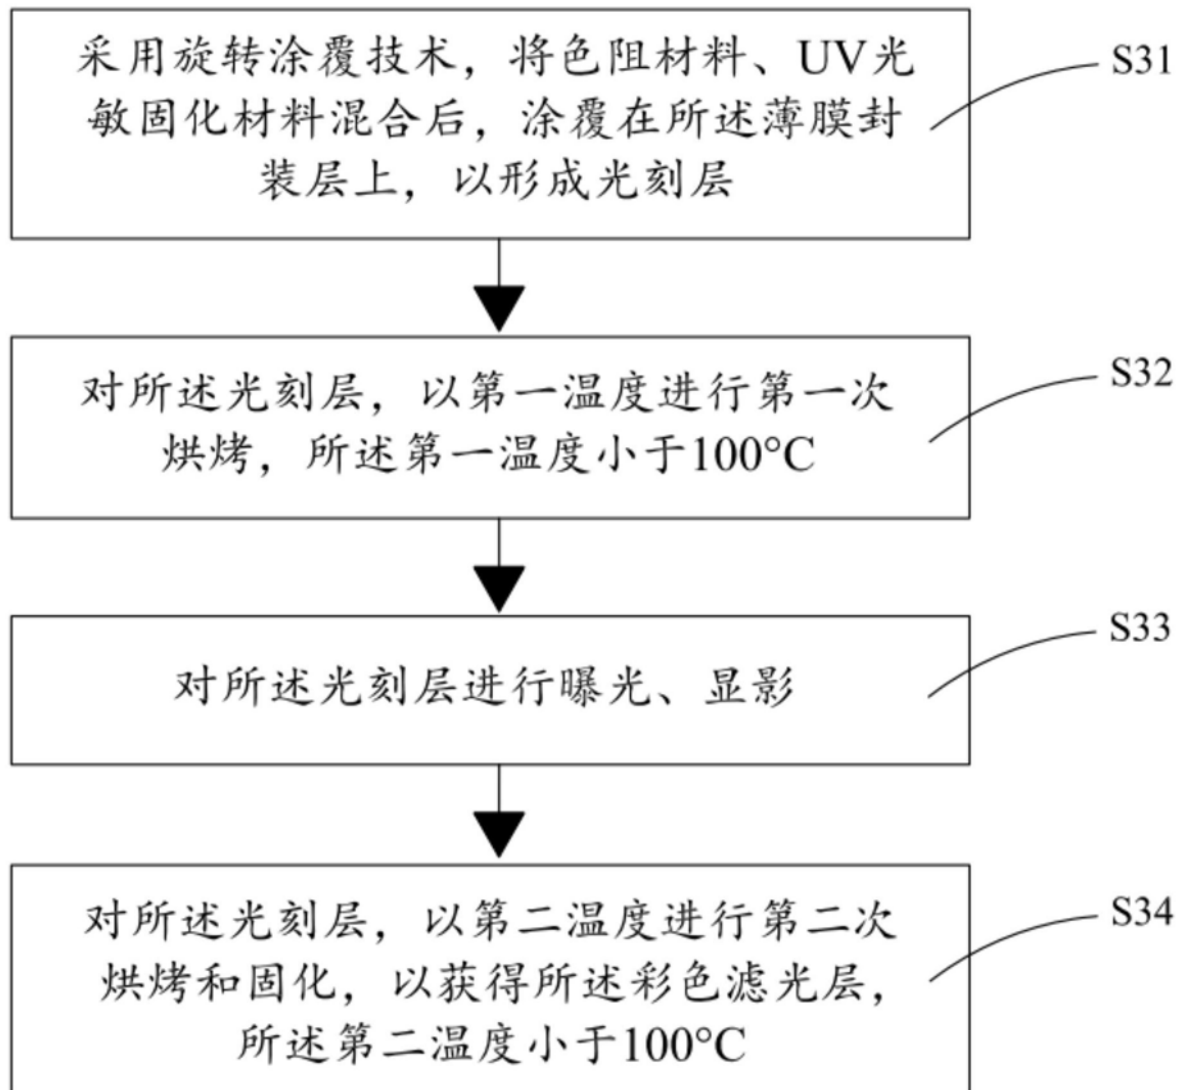 采用旋转涂覆技术，将色阻材料、UV光
敏固化材料混合后，涂覆在所述薄膜封
装层上，以形成光刻层
S31
对所述光刻层，以第一温度进行第一次
烘烤，所述第一温度小于100°C
S32
对所述光刻层进行曝光、显影
S33
对所述光刻层，以第二温度进行第二次
烘烤和固化，以获得所述彩色滤光层，
所述第二温度小于100°C
S34